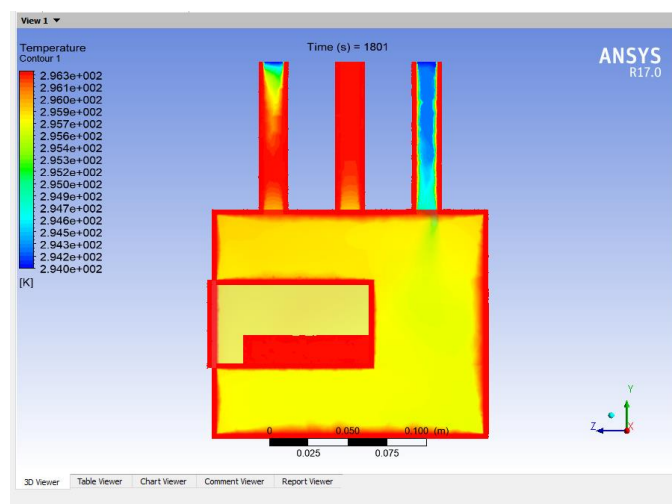 View 1
Time (s) = 1801
Temperature
Contour 1
ANSYS
R17.0
2.963e+002
2.961e+002
2.960e+002
2.959e+002
2.957e+002
2.956e+002
2.954e+002
2.953e+002
2.952e+002
2.950e+002
2.949e+002
2.947e+002
2.946e+002
2.945e+002
2.943e+002
2.942e+002
2.940e+002
[K]
0 0.050 0.100 (m)
0.025 0.075
Y
Z X
3D Viewer Table Viewer Chart Viewer Comment Viewer Report Viewer